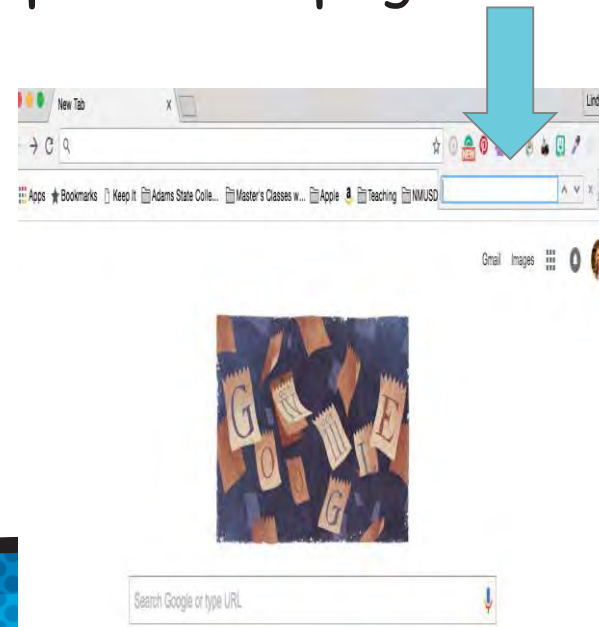 New Tab x
Lind
NEW
Apps Bookmarks Keep It Adams State Colle... Master's Classes w... Apple a Teaching NMUSD
Gmail Images
G
E
G
O
O
G
Search Google or type URL